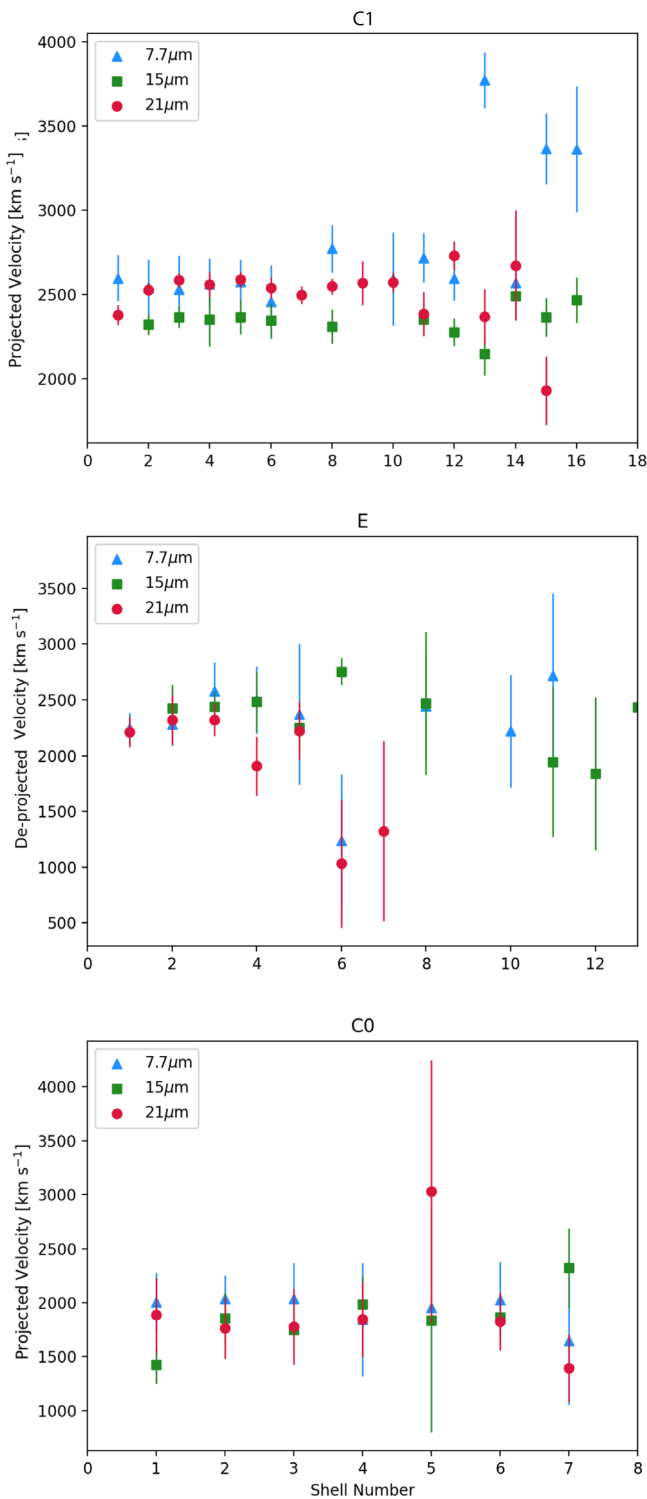 C1
4000
3500
3000
2500
2000
Projected Velocity [km s⁻¹] ;]
7.7μm
15μm
21μm
0 2 4 6 8 10 12 14 16 18
E
3500
3000
2500
2000
1500
1000
500
De-projected Velocity [km s⁻¹]
7.7μm
15μm
21μm
0 2 4 6 8 10 12
C0
4000
3500
3000
2500
2000
1500
1000
Projected Velocity [km s⁻¹]
7.7μm
15μm
21μm
0 1 2 3 4 5 6 7 8
Shell Number